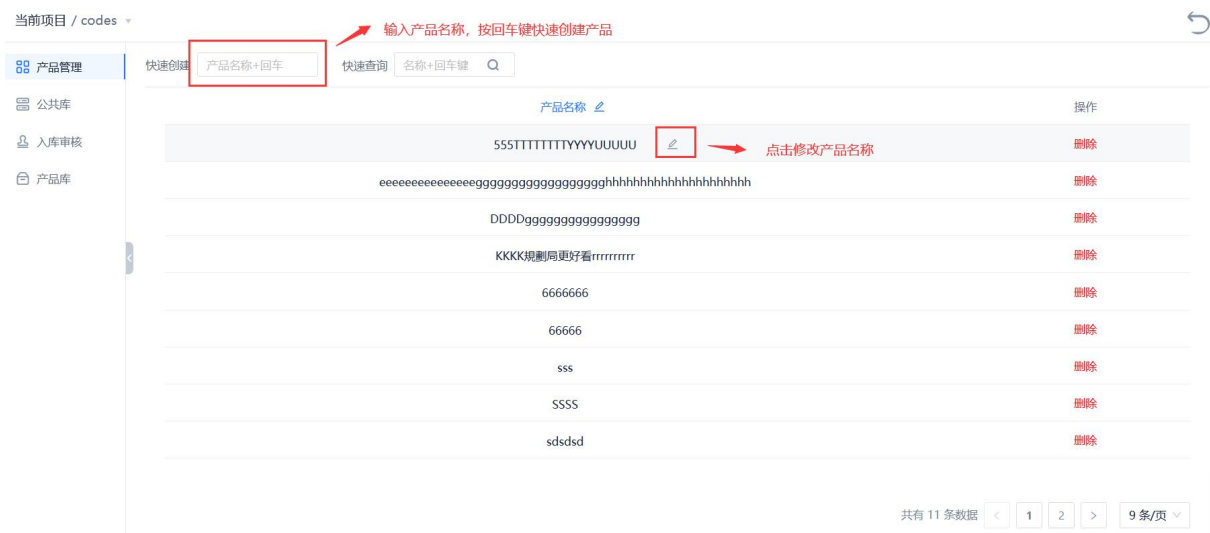 当前项目 / codes
输入产品名称，按回车键快速创建产品
产品管理
公共库
入库审核
产品库
快速创建 产品名称+回车 快速查询 名称+回车键
产品名称 操作
555TTTTTTTTYYYYUUUUU 删除
点击修改产品名称
eeeeeeeeeeeeeeegggggggggggggggggghhhhhhhhhhhhhhhhhhhhh 删除
DDDDgggggggggggggggg 删除
KKKK規劃局更好看rrrrrrrrrr 删除
6666666 删除
66666 删除
sss 删除
SSSS 删除
sdsdsd 删除
共有 11 条数据 < 1 2 > 9 条/页